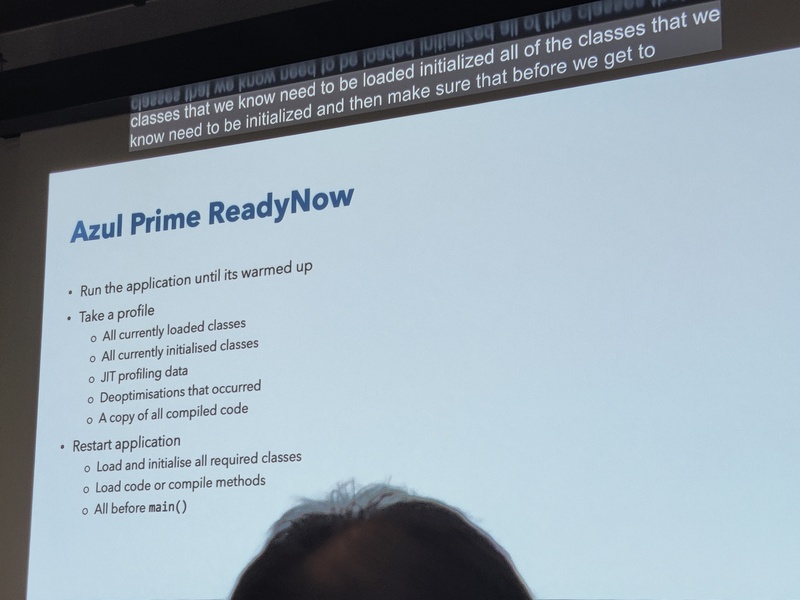 classes that we know need to be loaded initialized all of the classes that we
know need to be initialized and then make sure that before we get to
Azul Prime ReadyNow
• Run the application until its warmed up
• Take a profile
o All currently loaded classes
o All currently initialised classes
o JIT profiling data
o Deoptimisations that occurred
o A copy of all compiled code
• Restart application
o Load and initialise all required classes
o Load code or compile methods
o All before main()